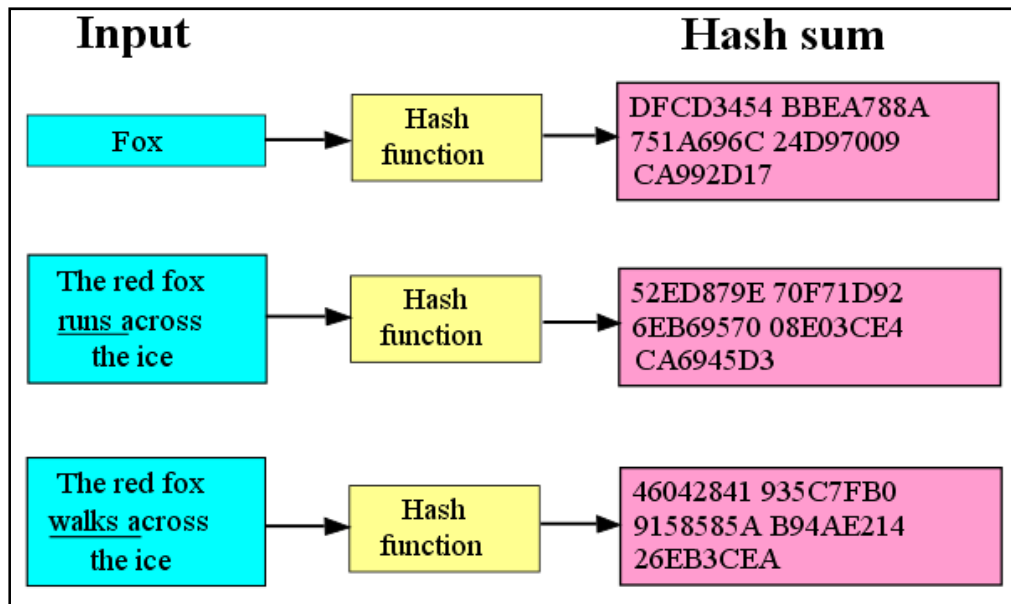 Input
Hash sum
Fox
Hash
function
DFCD3454 BBEA788A
751A696C 24D97009
CA992D17
The red fox
runs across
the ice
Hash
function
52ED879E 70F71D92
6EB69570 08E03CE4
CA6945D3
The red fox
walks across
the ice
Hash
function
46042841 935C7FB0
9158585A B94AE214
26EB3CEA